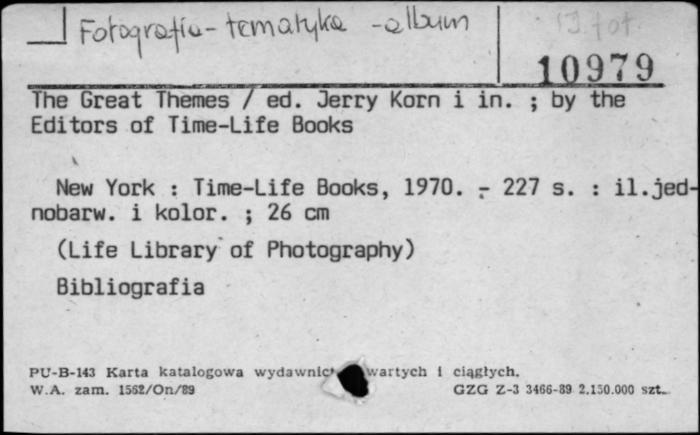 Fotografia - tematyka - album
10979
The Great Themes / ed. Jerry Korn i in. ; by the
Editors of Time-Life Books
New York : Time-Life Books, 1970. - 227 s. : il.jed-
nobarw. i kolor. ; 26 cm
(Life Library of Photography)
Bibliografia
PU-B-143 Karta katalogowa wydawnict wartych i ciągłych.
W.A. zam. 1562/On/89 GZG Z-3 3466-89 2.150.000 szt.